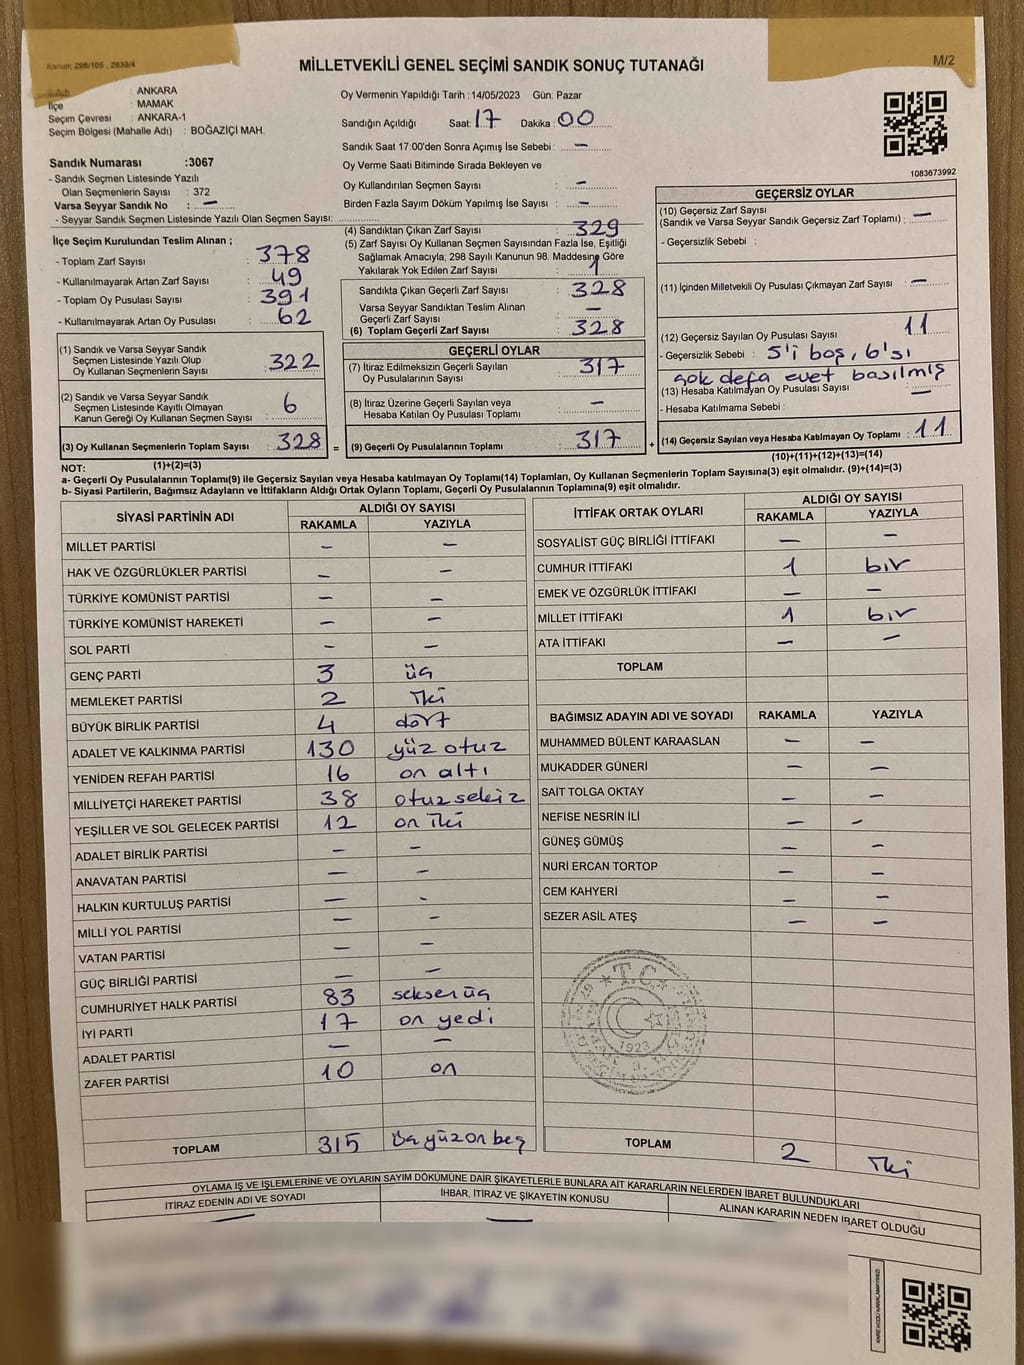 Kanun: 298/105 , 2839/4
MİLLETVEKİLİ GENEL SEÇİMİ SANDIK SONUÇ TUTANAĞI
M/2
: ANKARA
İlçe : MAMAK
Seçim Çevresi : ANKARA-1
Seçim Bölgesi (Mahalle Adı) : BOĞAZİÇİ MAH.
Sandık Numarası :3067
- Sandık Seçmen Listesinde Yazılı
Olan Seçmenlerin Sayısı : 372
Varsa Seyyar Sandık No : —
- Seyyar Sandık Seçmen Listesinde Yazılı Olan Seçmen Sayısı:
Oy Vermenin Yapıldığı Tarih :14/05/2023 Gün: Pazar
Sandığın Açıldığı Saat: 17 Dakika : 00
Sandık Saat 17:00'den Sonra Açımış İse Sebebi : —
Oy Verme Saati Bitiminde Sırada Bekleyen ve
Oy Kullandırılan Seçmen Sayısı : —
Birden Fazla Sayım Döküm Yapılmış İse Sayısı : —
1083673992
İlçe Seçim Kurulundan Teslim Alınan ;
- Toplam Zarf Sayısı : 378
- Kullanılmayarak Artan Zarf Sayısı : 49
- Toplam Oy Pusulası Sayısı : 391
- Kullanılmayarak Artan Oy Pusulası : 62
(1) Sandık ve Varsa Seyyar Sandık
Seçmen Listesinde Yazılı Olup
Oy Kullanan Seçmenlerin Sayısı : 322
(2) Sandık ve Varsa Seyyar Sandık
Seçmen Listesinde Kayıtlı Olmayan
Kanun Gereği Oy Kullanan Seçmen Sayısı : 6
(3) Oy Kullanan Seçmenlerin Toplam Sayısı : 328 =
(4) Sandıktan Çıkan Zarf Sayısı : 329
(5) Zarf Sayısı Oy Kullanan Seçmen Sayısından Fazla İse, Eşitliği
Sağlamak Amacıyla; 298 Sayılı Kanunun 98. Maddesine Göre
Yakılarak Yok Edilen Zarf Sayısı : 1
Sandıkta Çıkan Geçerli Zarf Sayısı : 328
Varsa Seyyar Sandıktan Teslim Alınan
Geçerli Zarf Sayısı : —
(6) Toplam Geçerli Zarf Sayısı : 328
GEÇERLİ OYLAR
(7) İtiraz Edilmeksizin Geçerli Sayılan
Oy Pusulalarının Sayısı : 317
(8) İtiraz Üzerine Geçerli Sayılan veya
Hesaba Katılan Oy Pusulası Toplamı : —
(9) Geçerli Oy Pusulalarının Toplamı : 317 +
GEÇERSİZ OYLAR
(10) Geçersiz Zarf Sayısı
(Sandık ve Varsa Seyyar Sandık Geçersiz Zarf Toplamı) : —
- Geçersizlik Sebebi :
(11) İçinden Milletvekili Oy Pusulası Çıkmayan Zarf Sayısı : —
(12) Geçersiz Sayılan Oy Pusulası Sayısı : 11
- Geçersizlik Sebebi : 5'i boş, 6'sı
çok defa evet basılmış
(13) Hesaba Katılmayan Oy Pusulası Sayısı : —
- Hesaba Katılmama Sebebi :
(14) Geçersiz Sayılan veya Hesaba Katılmayan Oy Toplamı : 11
NOT: (1)+(2)=(3) (10)+(11)+(12)+(13)=(14)
a- Geçerli Oy Pusulalarının Toplamı(9) ile Geçersiz Sayılan veya Hesaba katılmayan Oy Toplamı(14) Toplamları, Oy Kullanan Seçmenlerin Toplam Sayısına(3) eşit olmalıdır. (9)+(14)=(3)
b- Siyasi Partilerin, Bağımsız Adayların ve İttifakların Aldığı Ortak Oyların Toplamı, Geçerli Oy Pusulalarının Toplamına(9) eşit olmalıdır.
SİYASİ PARTİNİN ADI ALDIĞI OY SAYISI
RAKAMLA YAZIYLA
MİLLET PARTİSİ — —
HAK VE ÖZGÜRLÜKLER PARTİSİ — —
TÜRKİYE KOMÜNİST PARTİSİ — —
TÜRKİYE KOMÜNİST HAREKETİ — —
SOL PARTİ — —
GENÇ PARTİ 3 üç
MEMLEKET PARTİSİ 2 iki
BÜYÜK BİRLİK PARTİSİ 4 dört
ADALET VE KALKINMA PARTİSİ 130 yüz otuz
YENİDEN REFAH PARTİSİ 16 on altı
MİLLİYETÇİ HAREKET PARTİSİ 38 otuz sekiz
YEŞİLLER VE SOL GELECEK PARTİSİ 12 on iki
ADALET BİRLİK PARTİSİ — —
ANAVATAN PARTİSİ — —
HALKIN KURTULUŞ PARTİSİ — -
MİLLİ YOL PARTİSİ — —
VATAN PARTİSİ — —
GÜÇ BİRLİĞİ PARTİSİ — —
CUMHURİYET HALK PARTİSİ 83 seksen üç
İYİ PARTİ 17 on yedi
ADALET PARTİSİ — —
ZAFER PARTİSİ 10 on
TOPLAM 315 üç yüz on beş
İTTİFAK ORTAK OYLARI ALDIĞI OY SAYISI
RAKAMLA YAZIYLA
SOSYALİST GÜÇ BİRLİĞİ İTTİFAKI — —
CUMHUR İTTİFAKI 1 bir
EMEK VE ÖZGÜRLÜK İTTİFAKI — —
MİLLET İTTİFAKI 1 bir
ATA İTTİFAKI — —
TOPLAM
BAĞIMSIZ ADAYIN ADI VE SOYADI RAKAMLA YAZIYLA
MUHAMMED BÜLENT KARAASLAN — —
MUKADDER GÜNERİ — —
SAİT TOLGA OKTAY — —
NEFİSE NESRİN İLİ — —
GÜNEŞ GÜMÜŞ — —
NURİ ERCAN TORTOP — —
CEM KAHYERİ — —
SEZER ASİL ATEŞ — —
T.C.
1923
TOPLAM 2 iki
OYLAMA İŞ VE İŞLEMLERİNE VE OYLARIN SAYIM DÖKÜMÜNE DAİR ŞİKAYETLERLE BUNLARA AİT KARARLARIN NELERDEN İBARET BULUNDUKLARI
İTİRAZ EDENİN ADI VE SOYADI İHBAR, İTİRAZ VE ŞİKAYETİN KONUSU ALINAN KARARIN NEDEN İBARET OLDUĞU
— —
KARE KODU KARALAMAYINIZ!